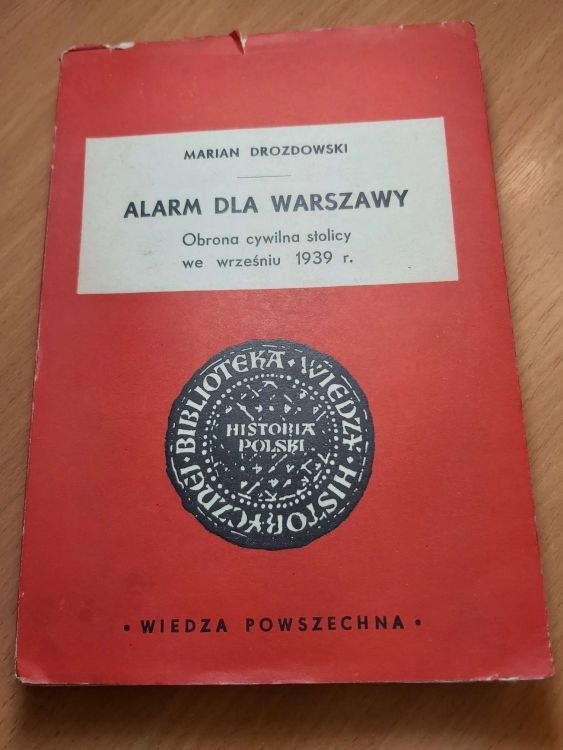 MARIAN DROZDOWSKI
ALARM DLA WARSZAWY
Obrona cywilna stolicy
we wrześniu 1939 r.
BIBLIOTEKA • WIEDZY • HISTORYCZNEJ •
HISTORIA
POLSKI
• WIEDZA POWSZECHNA •